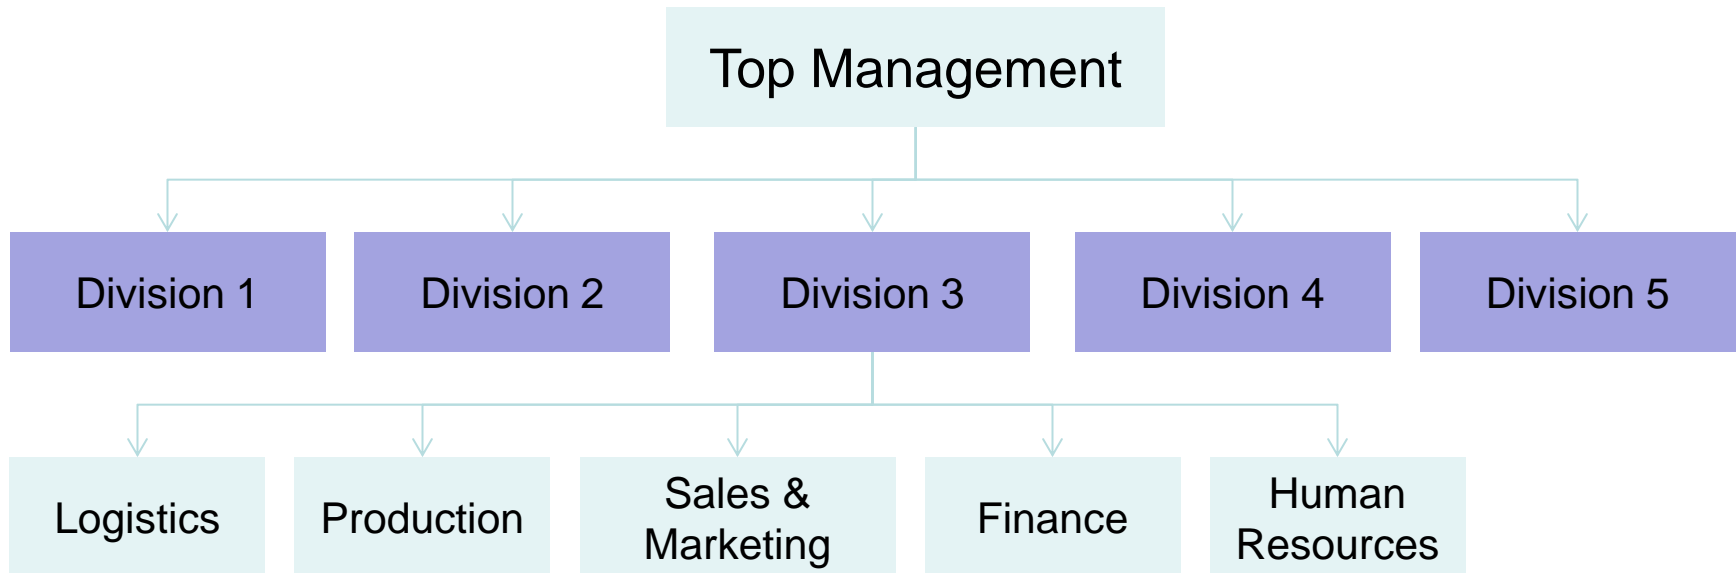 Top Management
Division 1
Division 2
Division 3
Division 4
Division 5
Logistics
Production
Sales &
Marketing
Finance
Human
Resources